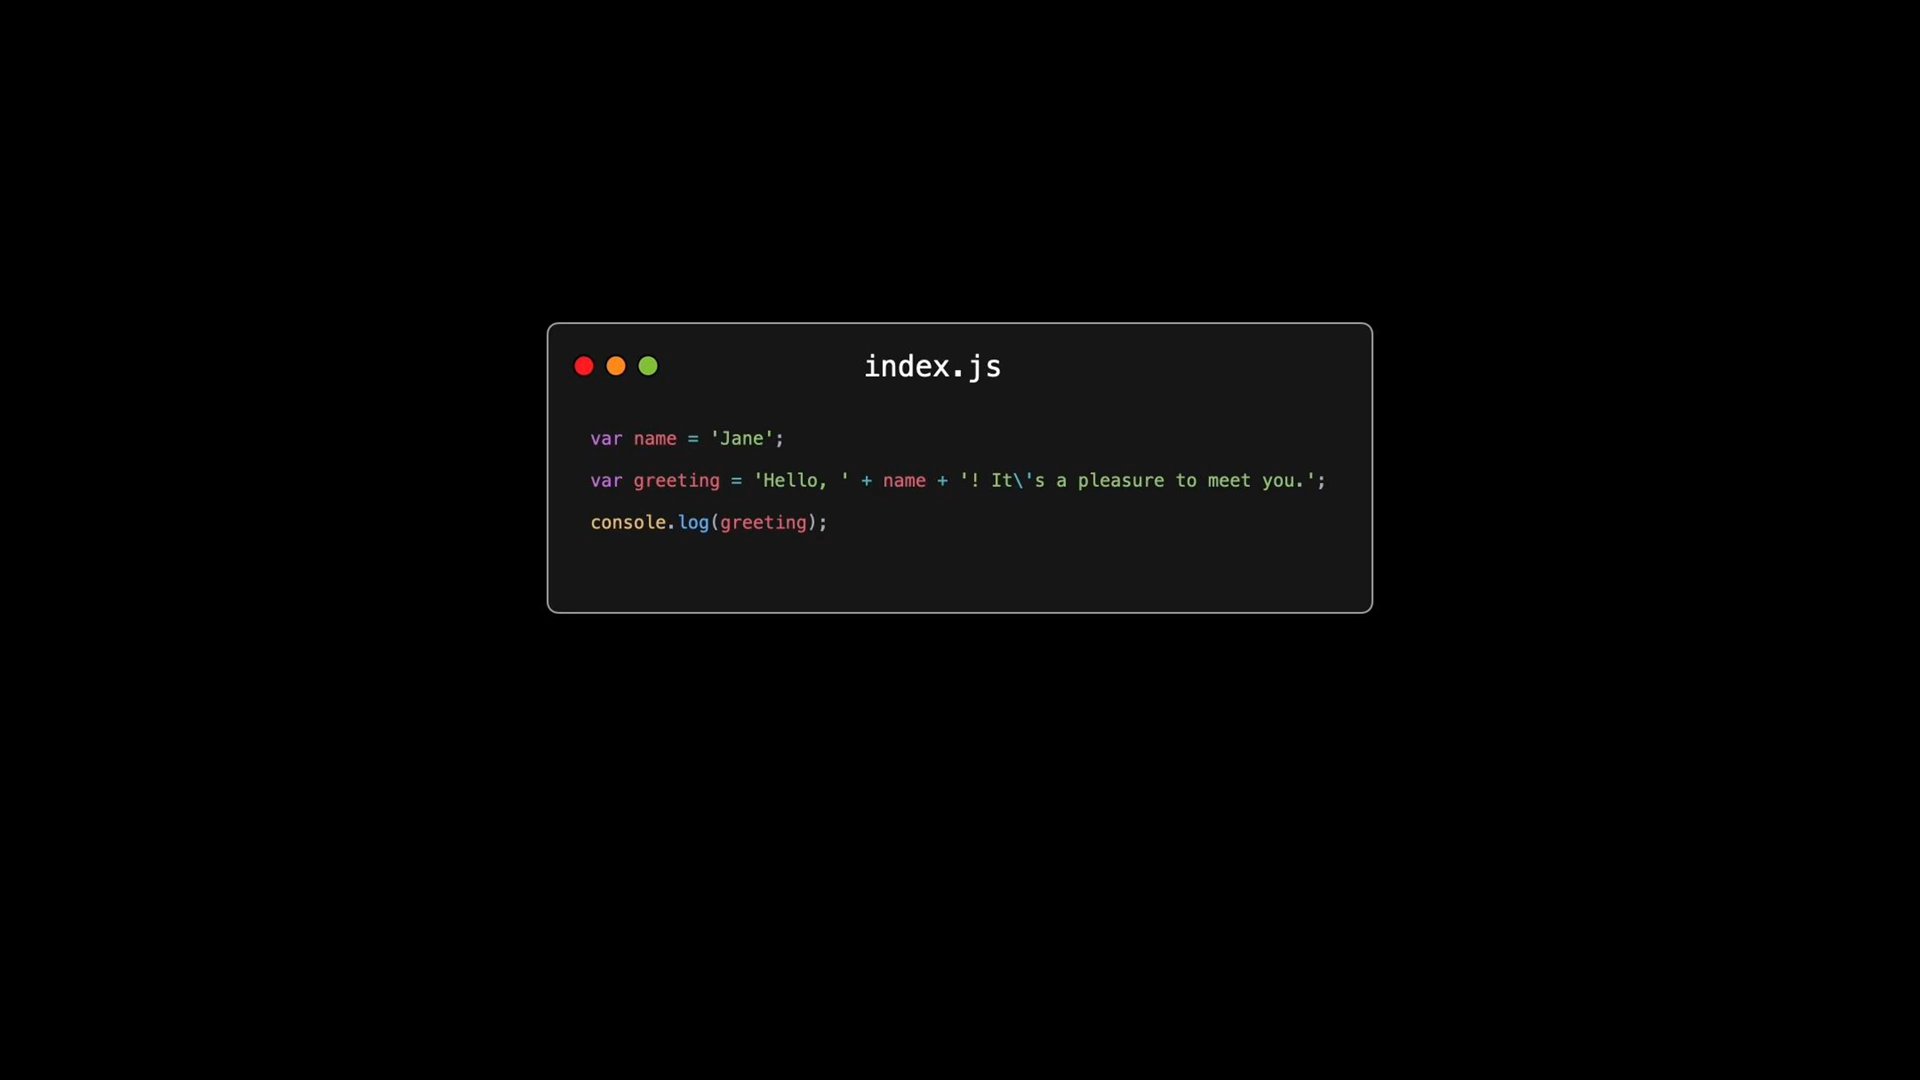 index.js
var name = 'Jane';
var greeting = 'Hello, ' + name + '! It\'s a pleasure to meet you.';
console.log(greeting);